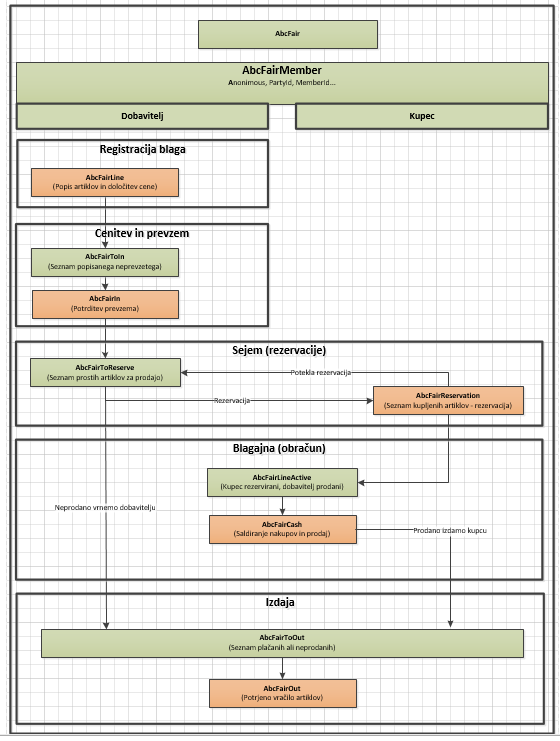 AbcFair
AbcFairMember
Anonimous, PartyId, MemberId...
Dobavitelj
Kupec
Registracija blaga
AbcFairLine
(Popis artiklov in določitev cene)
Cenitev in prevzem
AbcFairToIn
(Seznam popisanega neprevzetega)
AbcFairIn
(Potrditev prevzema)
Sejem (rezervacije)
AbcFairToReserve
(Seznam prostih artiklov za prodajo)
Potekla rezervacija
Rezervacija
AbcFairReservation
(Seznam kupljenih artiklov - rezervacija)
Blagajna (obračun)
AbcFairLineActive
(Kupec rezervirani, dobavitelj prodani)
AbcFairCash
(Saldiranje nakupov in prodaj)
Neprodano vrnemo dobavitelju
Prodano izdamo kupcu
Izdaja
AbcFairToOut
(Seznam plačanih ali neprodanih)
AbcFairOut
(Potrjeno vračilo artiklov)